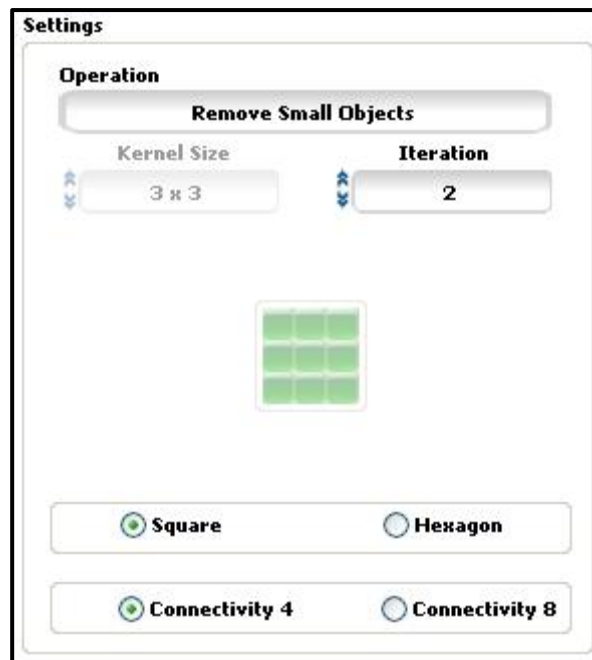 Settings
Operation
Remove Small Objects
Kernel Size Iteration
3 x 3 2
Square Hexagon
Connectivity 4 Connectivity 8